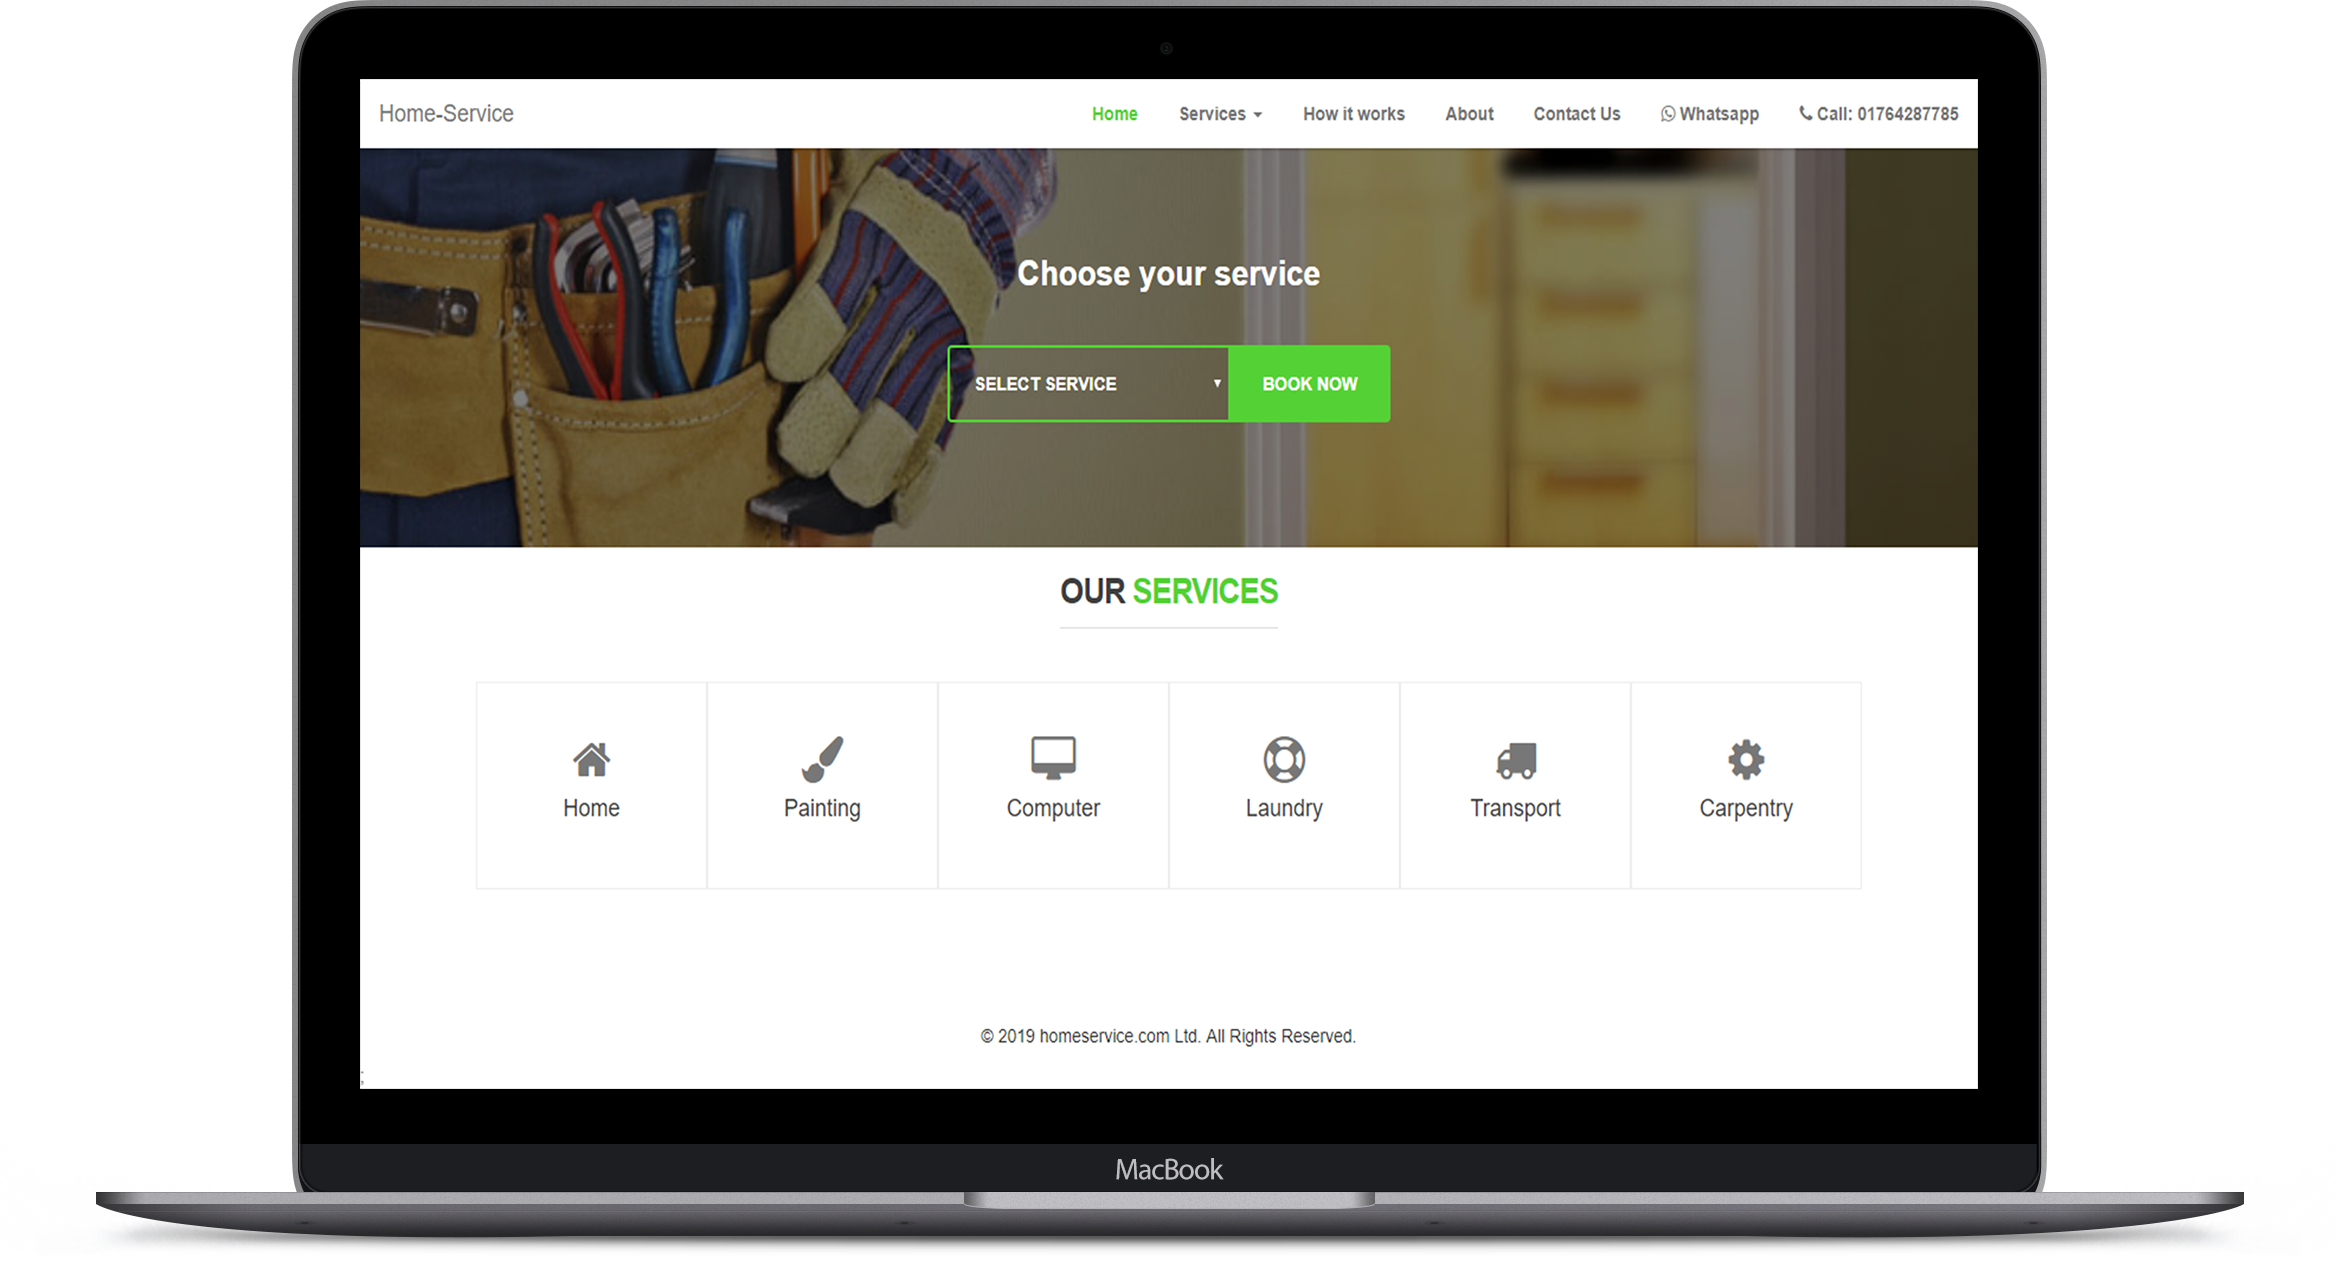 Home-Service
Home Services How it works About Contact Us Whatsapp Call: 01764287785
Choose your service
SELECT SERVICE BOOK NOW
OUR SERVICES
Home Painting Computer Laundry Transport Carpentry
© 2019 homeservice.com Ltd. All Rights Reserved.
;
MacBook